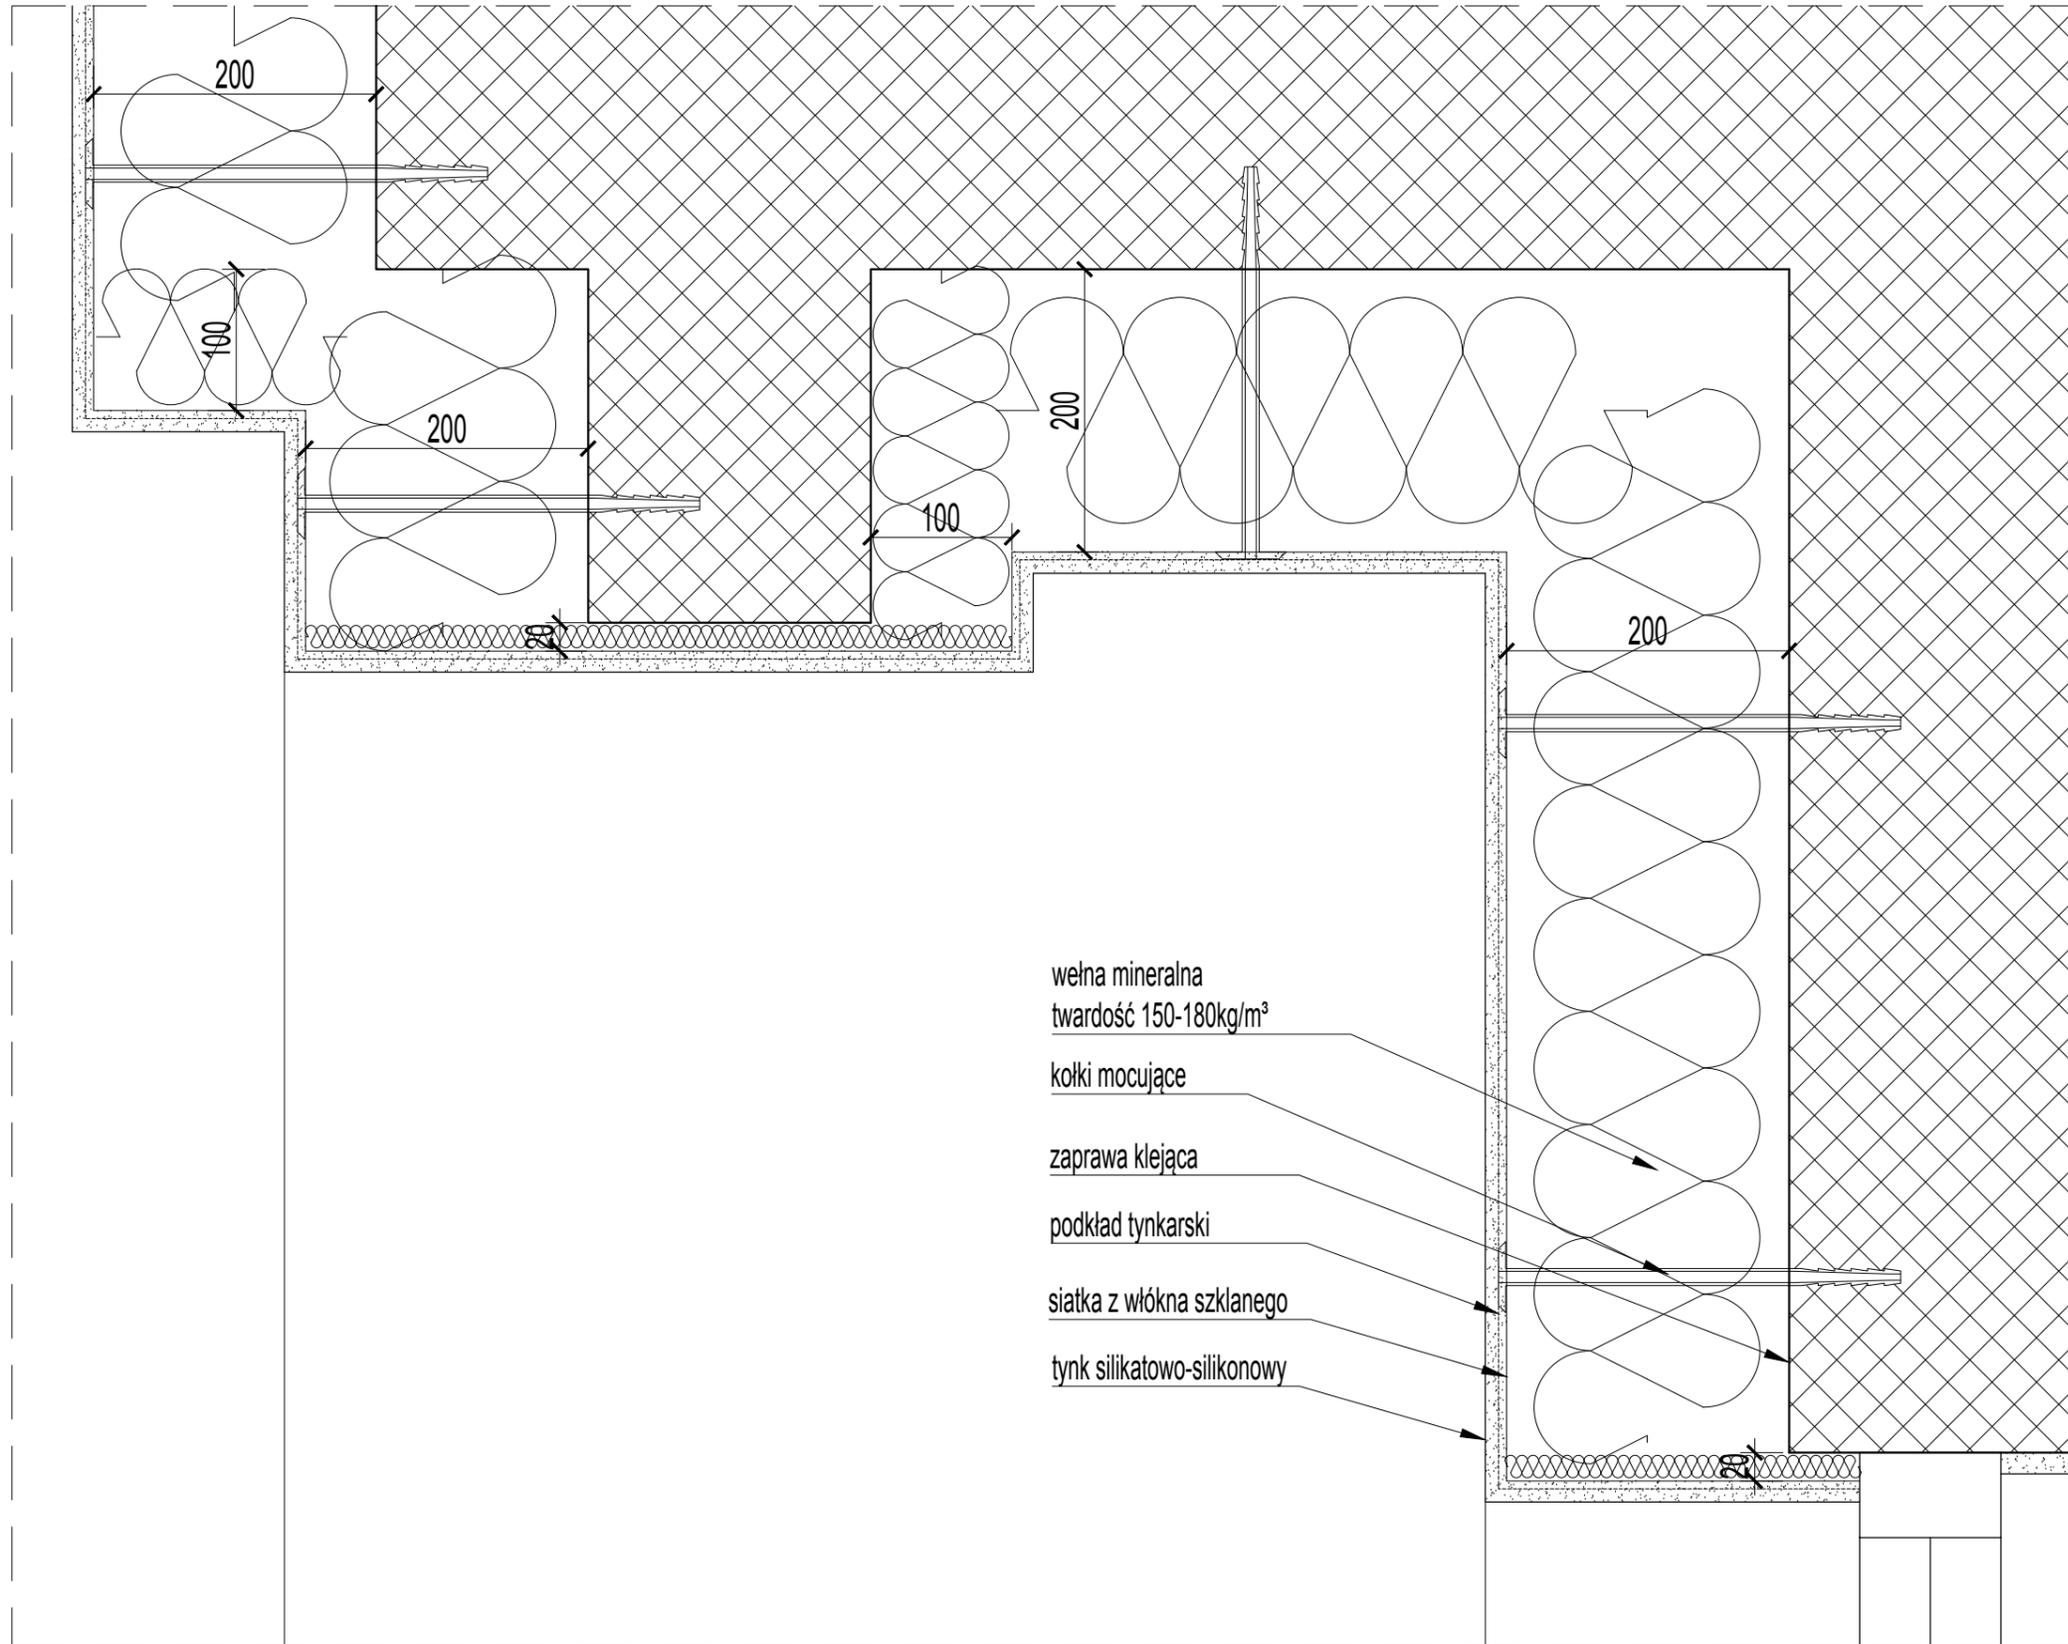 200
100
200
200
100
20
200
wełna mineralna
twardość 150-180kg/m³
kołki mocujące
zaprawa klejąca
podkład tynkarski
siatka z włókna szklanego
tynk silikatowo-silikonowy
20